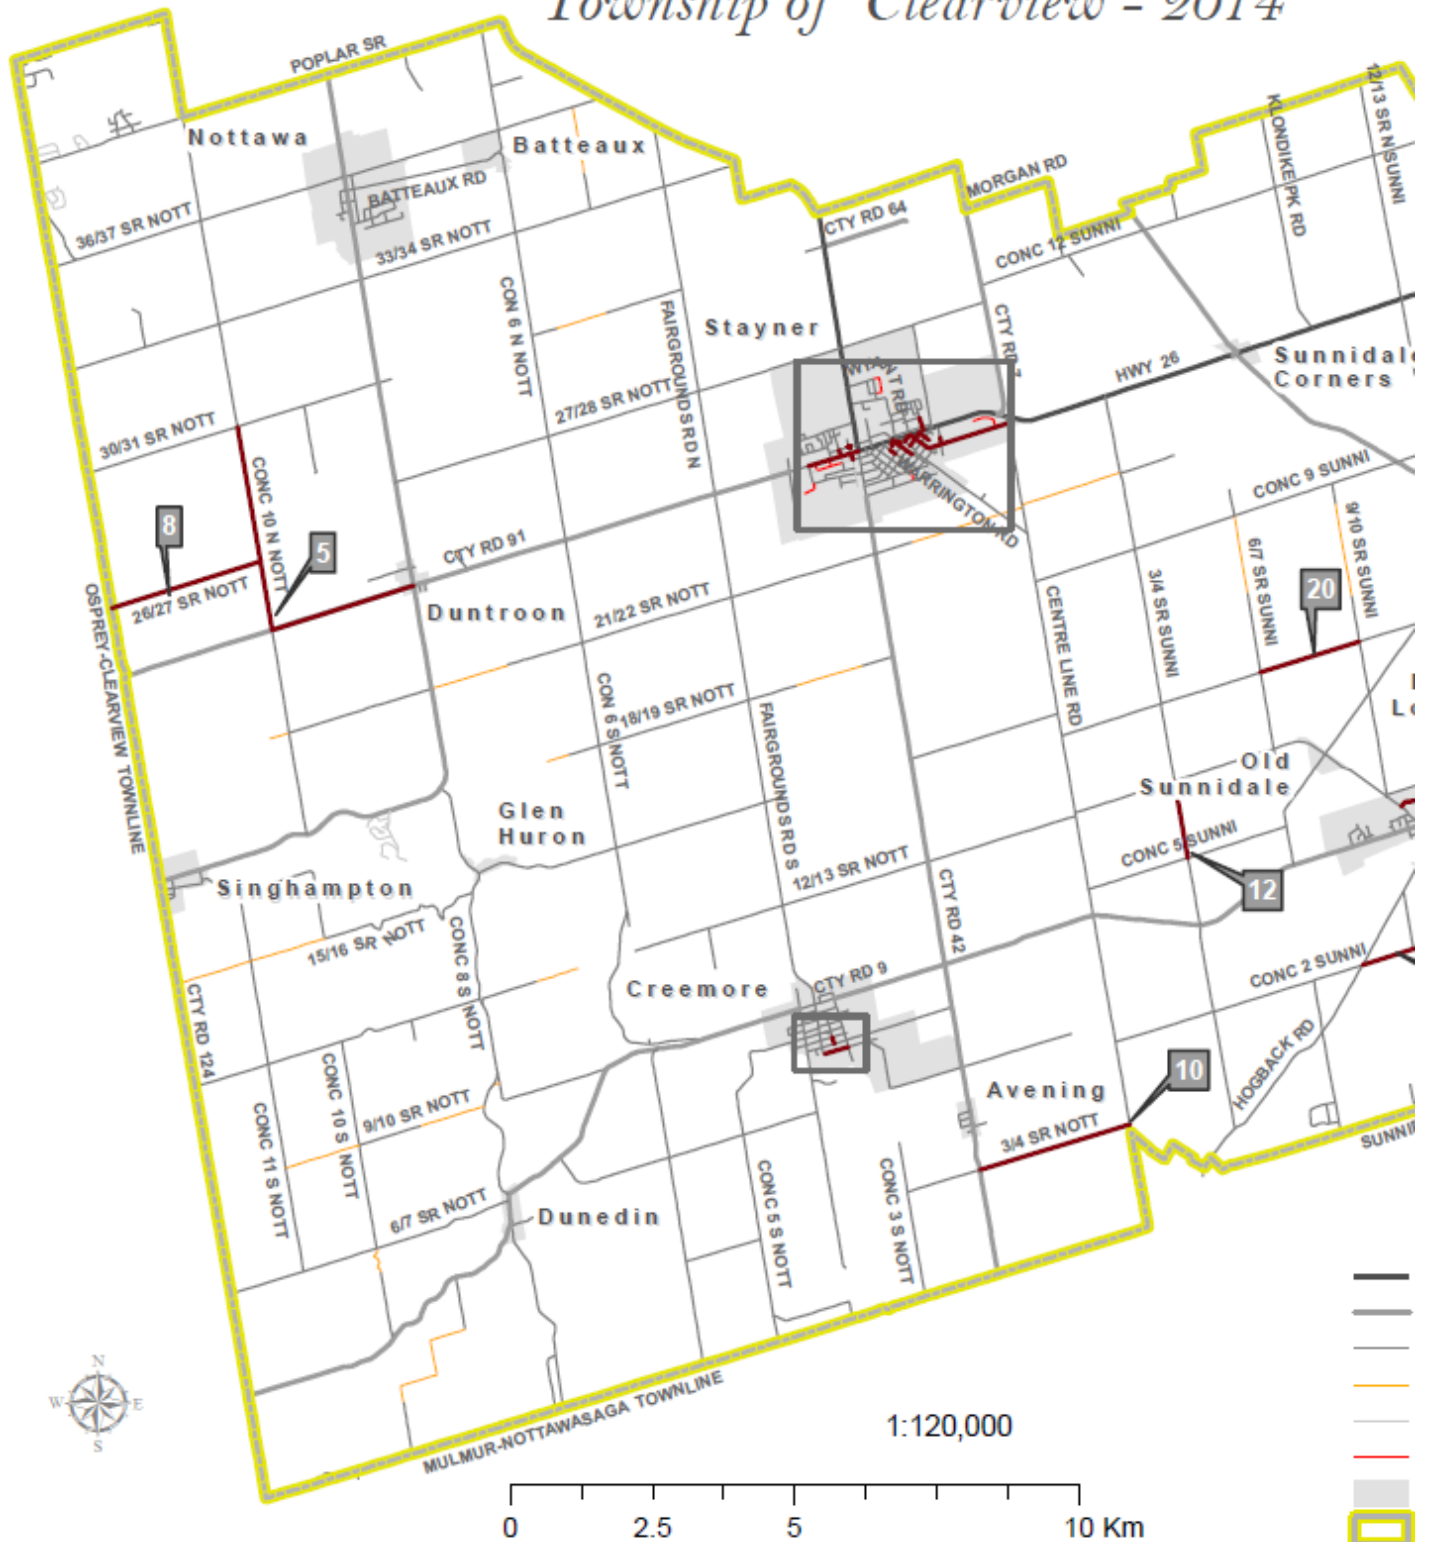 Township of Clearview - 2014
POPLAR SR
12/13 SR N SUNNI
KLONDIKE PK RD
Nottawa
Batteaux
BATTEAUX RD
MORGAN RD
36/37 SR NOTT
33/34 SR NOTT
CTY RD 64
CONC 12 SUNNI
CON 6 N NOTT
FAIRGROUNDS RD N
Stayner
CTY RD 7
HWY 26
Sunnidale
Corners
27/28 SR NOTT
30/31 SR NOTT
CONC 10 N NOTT
WARRINGTON RD
CONC 9 SUNNI
9/10 SR SUNNI
6/7 SR SUNNI
8
5
CTY RD 91
26/27 SR NOTT
Duntroon
21/22 SR NOTT
OSPREY-CLEARVIEW TOWNLINE
CENTRE LINE RD
3/4 SR SUNNI
20
CON 6 S NOTT
18/19 SR NOTT
FAIRGROUNDS RD S
Lo
Old
Sunnidale
Glen
Huron
CONC 5 SUNNI
12/13 SR NOTT
12
Singhampton
15/16 SR NOTT
CONC 8 S NOTT
CTY RD 42
CONC 2 SUNNI
Creemore
CTY RD 9
CTY RD 124
CONC 10 S NOTT
HOGBACK RD
10
Avening
9/10 SR NOTT
3/4 SR NOTT
CONC 11 S NOTT
SUNNI
CONC 5 S NOTT
CONC 3 S NOTT
6/7 SR NOTT
Dunedin
N
W E
S
MULMUR-NOTTAWASAGA TOWNLINE
1:120,000
0 2.5 5 10 Km